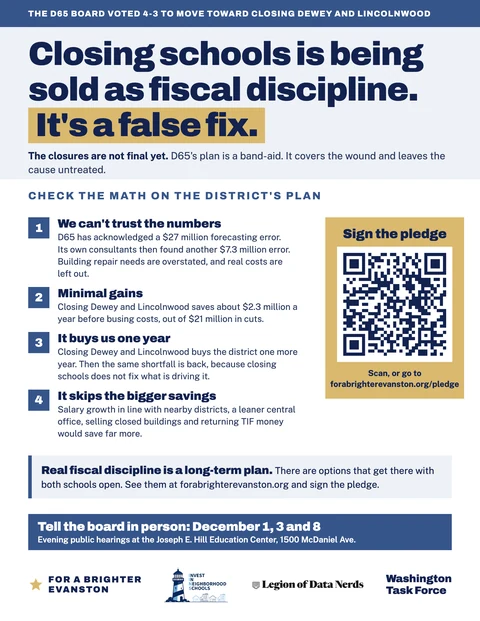 THE D65 BOARD VOTED 4-3 TO MOVE TOWARD CLOSING DEWEY AND LINCOLNWOOD
Closing schools is being
sold as fiscal discipline.
It's a false fix.
The closures are not final yet. D65's plan is a band-aid. It covers the wound and leaves the
cause untreated.
CHECK THE MATH ON THE DISTRICT'S PLAN
1
We can't trust the numbers
D65 has acknowledged a $27 million forecasting error.
Its own consultants then found another $7.3 million error.
Building repair needs are overstated, and real costs are
left out.
2
Minimal gains
Closing Dewey and Lincolnwood saves about $2.3 million a
year before busing costs, out of $21 million in cuts.
3
It buys us one year
Closing Dewey and Lincolnwood buys the district one more
year. Then the same shortfall is back, because closing
schools does not fix what is driving it.
4
It skips the bigger savings
Salary growth in line with nearby districts, a leaner central
office, selling closed buildings and returning TIF money
would save far more.
Sign the pledge
Scan, or go to
forabrighterevanston.org/pledge
Real fiscal discipline is a long-term plan. There are options that get there with
both schools open. See them at forabrighterevanston.org and sign the pledge.
Tell the board in person: December 1, 3 and 8
Evening public hearings at the Joseph E. Hill Education Center, 1500 McDaniel Ave.
FOR A BRIGHTER
EVANSTON
INVEST
IN
NEIGHBORHOOD
SCHOOLS
Legion of Data Nerds
Washington
Task Force